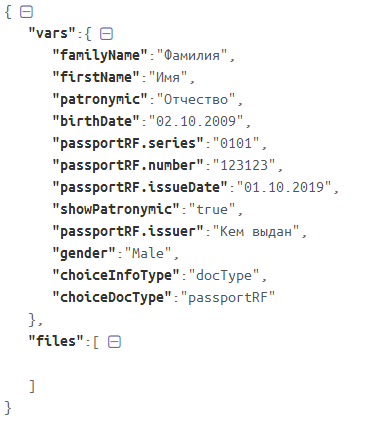 {
"vars":{
"familyName":"Фамилия",
"firstName":"Имя",
"patronymic":"Отчество",
"birthDate":"02.10.2009",
"passportRF.series":"0101",
"passportRF.number":"123123",
"passportRF.issueDate":"01.10.2019",
"showPatronymic":"true",
"passportRF.issuer":"Кем выдан",
"gender":"Male",
"choiceInfoType":"docType",
"choiceDocType":"passportRF"
},
"files":[
]
}